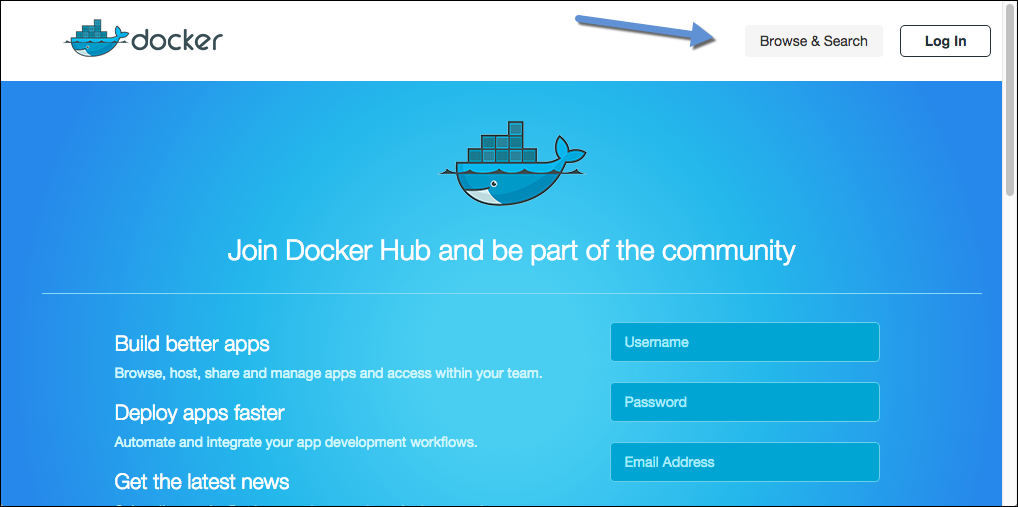 docker
Browse & Search
Log In
Join Docker Hub and be part of the community
Build better apps
Browse, host, share and manage apps and access within your team.
Deploy apps faster
Automate and integrate your app development workflows.
Get the latest news
Username
Password
Email Address